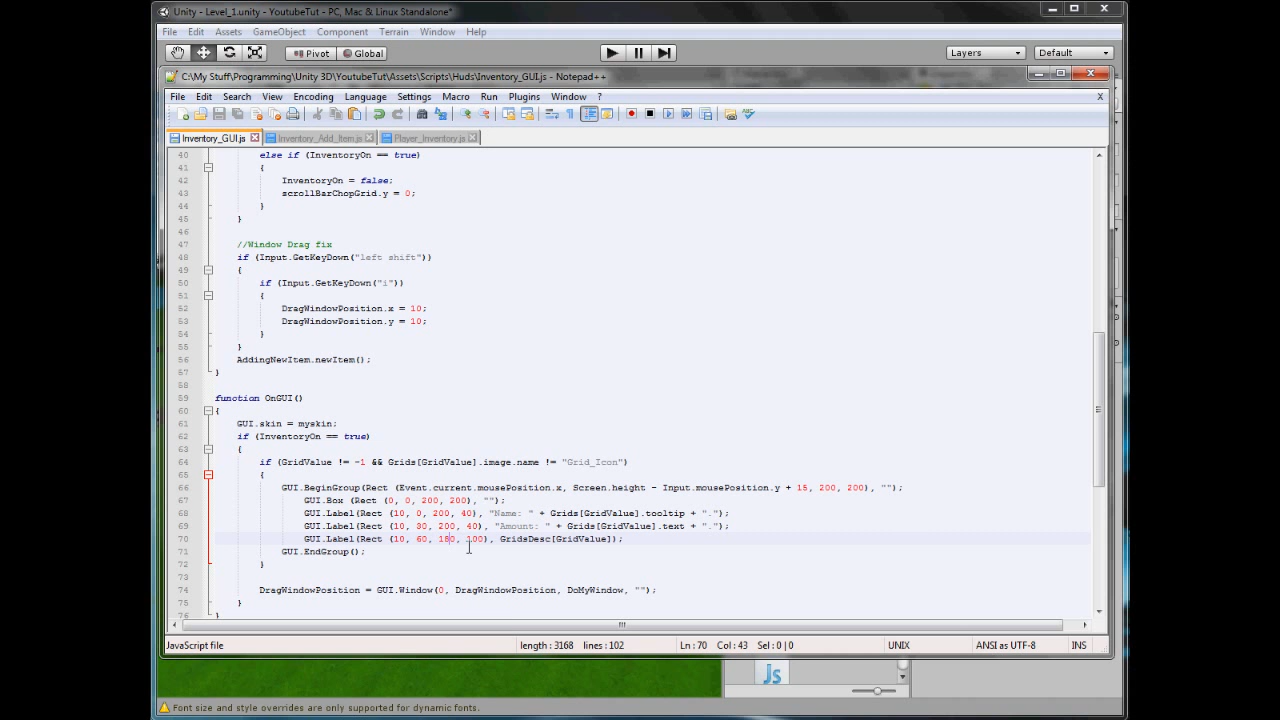 Unity - Level_1.unity - YoutubeTut - PC, Mac & Linux Standalone*
File Edit Assets GameObject Component Terrain Window Help
Pivot Global Layers Default
C:\My Stuff\Programming\Unity 3D\YoutubeTut\Assets\Scripts\Huds\Inventory_GUI.js - Notepad++
File Edit Search View Encoding Language Settings Macro Run Plugins Window ? X
Inventory_GUI.js Inventory_Add_Item.js Player_Inventory.js
40 else if (InventoryOn == true)
41 {
42 InventoryOn = false;
43 scrollBarChopGrid.y = 0;
44 }
45 }
46
47 //Window Drag fix
48 if (Input.GetKeyDown("left shift"))
49 {
50 if (Input.GetKeyDown("i"))
51 {
52 DragWindowPosition.x = 10;
53 DragWindowPosition.y = 10;
54 }
55 }
56 AddingNewItem.newItem();
57 }
58
59 function OnGUI()
60 {
61 GUI.skin = myskin;
62 if (InventoryOn == true)
63 {
64 if (GridValue != -1 && Grids[GridValue].image.name != "Grid_Icon")
65 {
66 GUI.BeginGroup(Rect (Event.current.mousePosition.x, Screen.height - Input.mousePosition.y + 15, 200, 200), "");
67 GUI.Box (Rect (0, 0, 200, 200), "");
68 GUI.Label(Rect (10, 0, 200, 40), "Name: " + Grids[GridValue].tooltip + ".");
69 GUI.Label(Rect (10, 30, 200, 40), "Amount: " + Grids[GridValue].text + ".");
70 GUI.Label(Rect (10, 60, 180, 100), GridsDesc[GridValue]);
71 GUI.EndGroup();
72 }
73
74 DragWindowPosition = GUI.Window(0, DragWindowPosition, DoMyWindow, "");
75 }
76 }
JavaScript file length : 3168 lines : 102 Ln : 70 Col : 43 Sel : 0 | 0 UNIX ANSI as UTF-8 INS
Js
Font size and style overrides are only supported for dynamic fonts.